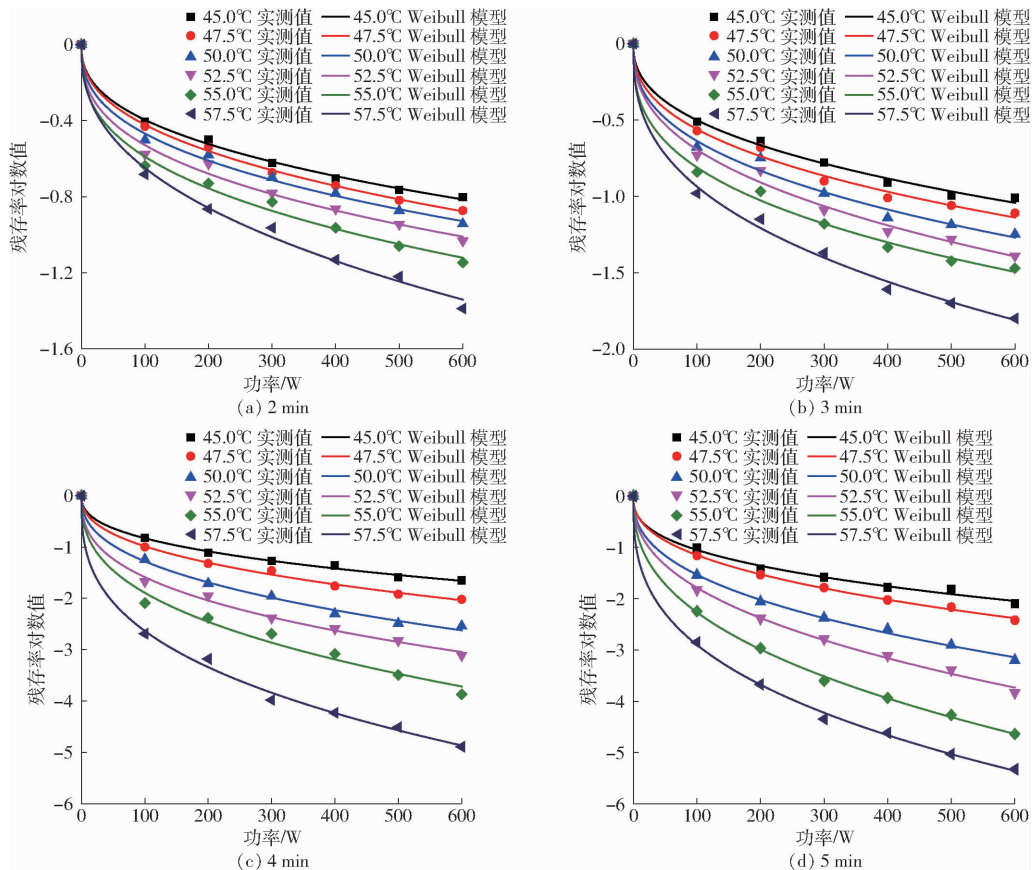 45.0℃ 实测值 45.0℃ Weibull 模型
47.5℃ 实测值 47.5℃ Weibull 模型
50.0℃ 实测值 50.0℃ Weibull 模型
52.5℃ 实测值 52.5℃ Weibull 模型
55.0℃ 实测值 55.0℃ Weibull 模型
57.5℃ 实测值 57.5℃ Weibull 模型
残存率对数值
0
-0.4
-0.8
-1.2
-1.6
0 100 200 300 400 500 600
功率/W
(a) 2 min
45.0℃ 实测值 45.0℃ Weibull 模型
47.5℃ 实测值 47.5℃ Weibull 模型
50.0℃ 实测值 50.0℃ Weibull 模型
52.5℃ 实测值 52.5℃ Weibull 模型
55.0℃ 实测值 55.0℃ Weibull 模型
57.5℃ 实测值 57.5℃ Weibull 模型
残存率对数值
0
-0.5
-1.0
-1.5
-2.0
0 100 200 300 400 500 600
功率/W
(b) 3 min
45.0℃ 实测值 45.0℃ Weibull 模型
47.5℃ 实测值 47.5℃ Weibull 模型
50.0℃ 实测值 50.0℃ Weibull 模型
52.5℃ 实测值 52.5℃ Weibull 模型
55.0℃ 实测值 55.0℃ Weibull 模型
57.5℃ 实测值 57.5℃ Weibull 模型
残存率对数值
0
-1
-2
-3
-4
-5
-6
0 100 200 300 400 500 600
功率/W
(c) 4 min
45.0℃ 实测值 45.0℃ Weibull 模型
47.5℃ 实测值 47.5℃ Weibull 模型
50.0℃ 实测值 50.0℃ Weibull 模型
52.5℃ 实测值 52.5℃ Weibull 模型
55.0℃ 实测值 55.0℃ Weibull 模型
57.5℃ 实测值 57.5℃ Weibull 模型
残存率对数值
0
-1
-2
-3
-4
-5
-6
0 100 200 300 400 500 600
功率/W
(d) 5 min